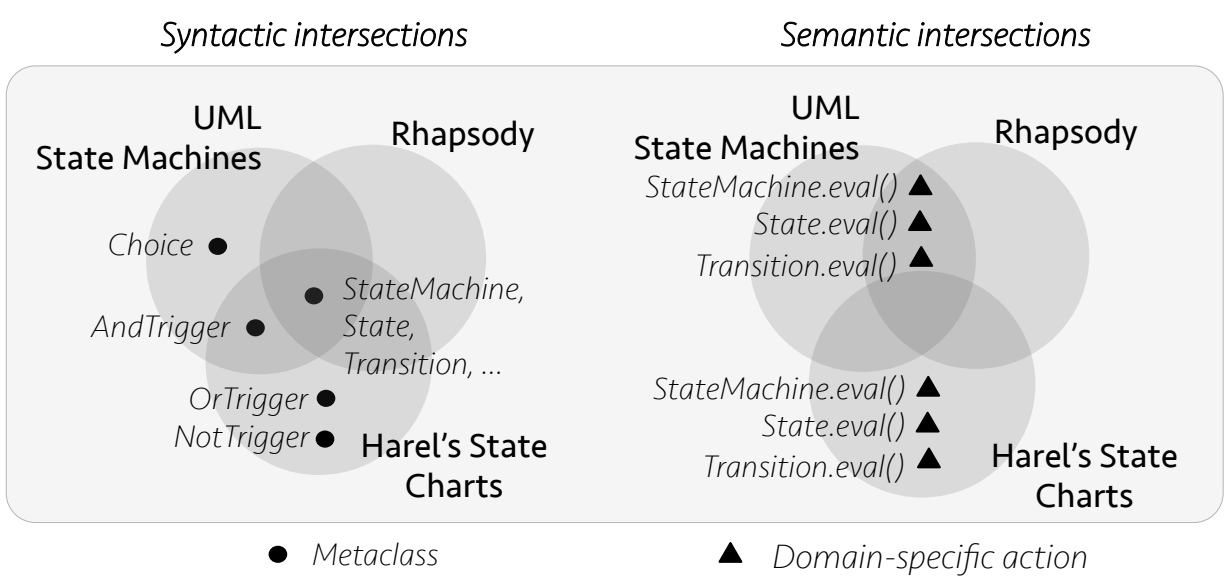 Syntactic intersections
Semantic intersections
UML
State Machines
Rhapsody
Choice
StateMachine,
State,
Transition, ...
AndTrigger
OrTrigger
NotTrigger
Harel's State
Charts
UML
State Machines
Rhapsody
StateMachine.eval()
State.eval()
Transition.eval()
StateMachine.eval()
State.eval()
Transition.eval()
Harel's State
Charts
Metaclass
Domain-specific action